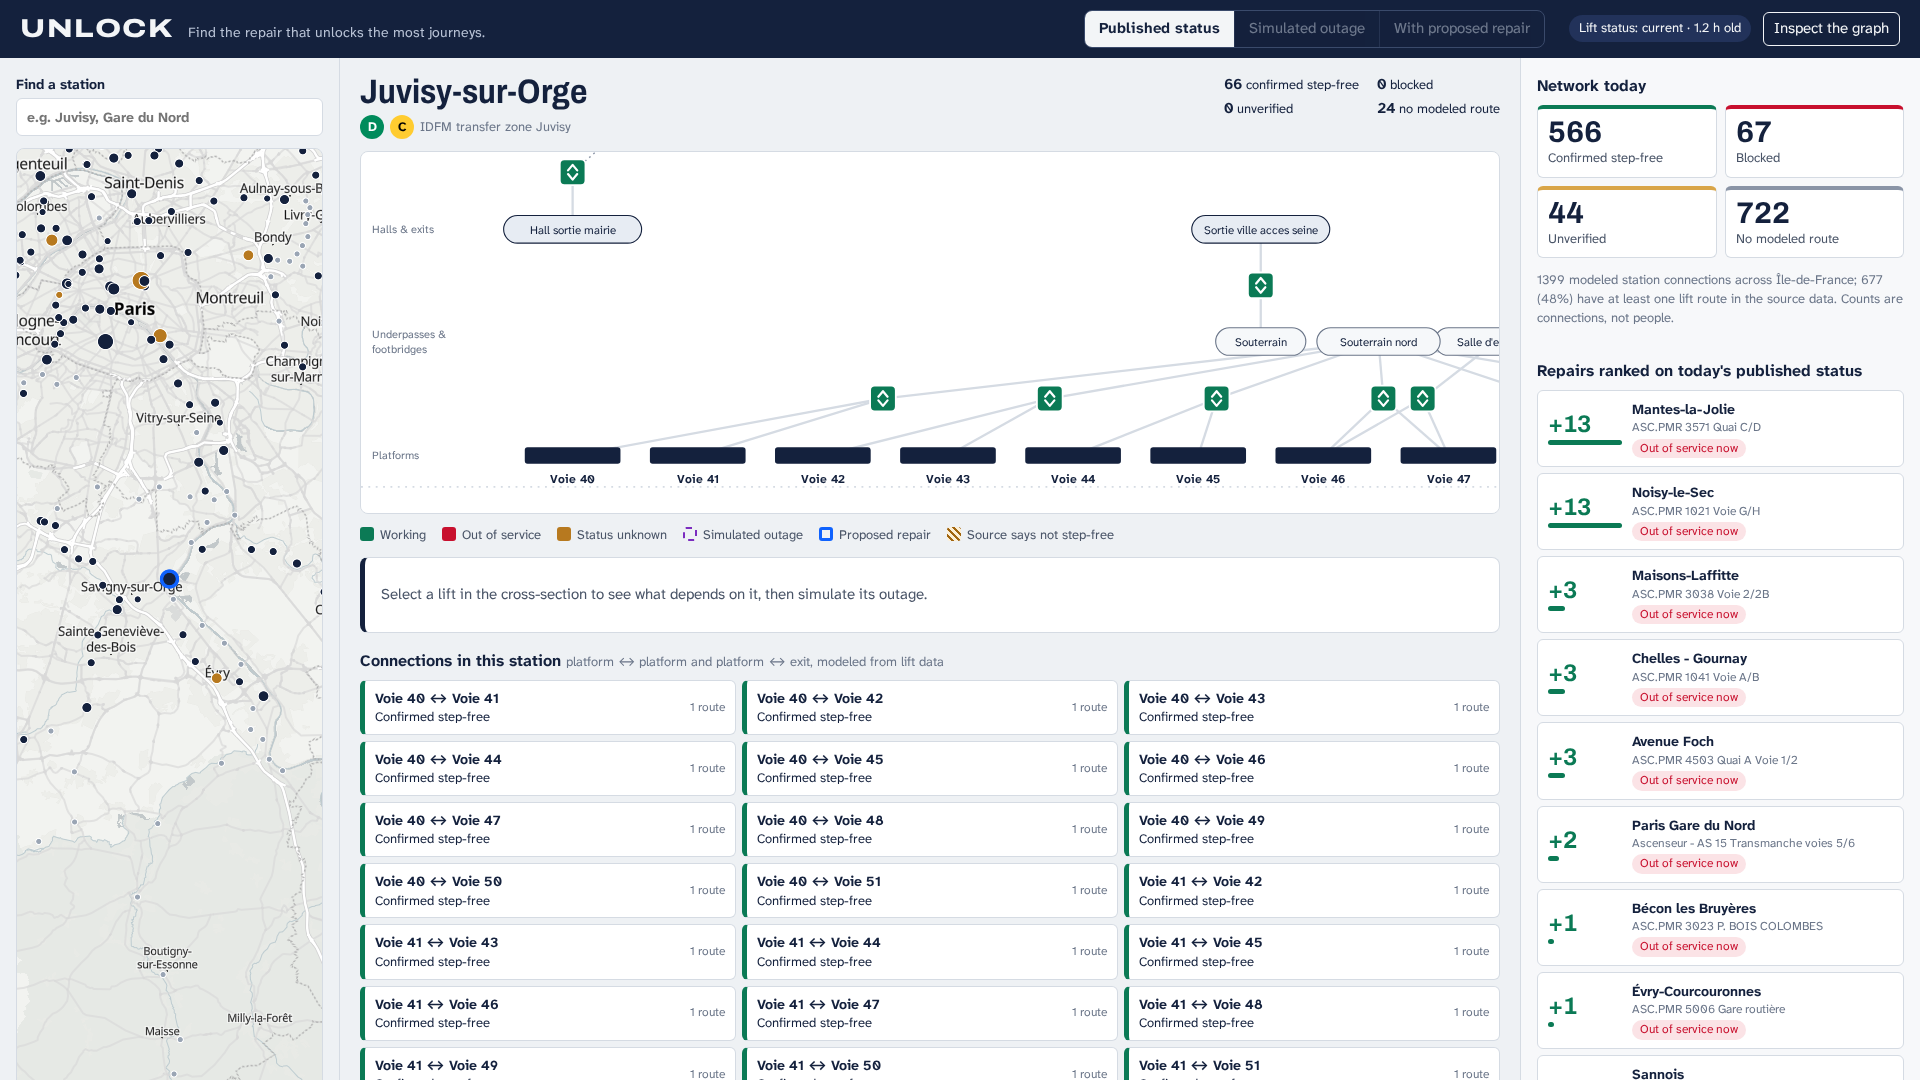 UNLOCK
Find the repair that unlocks the most journeys.
Published status
Simulated outage
With proposed repair
Lift status: current · 1.2 h old
Inspect the graph
Find a station
e.g. Juvisy, Gare du Nord
Saint-Denis
Aulnay-sous-B
Aubervilliers
Livry-G
Bondy
Montreuil
Paris
Noi
Champign
sur-Marn
Vitry-sur-Seine
Savigny-sur-Orge
Sainte-Geneviève-
des-Bois
Évry
Boutigny-
sur-Essonne
Milly-la-Forêt
Maisse
Juvisy-sur-Orge
D
C
IDFM transfer zone Juvisy
66 confirmed step-free
0 blocked
0 unverified
24 no modeled route
Halls & exits
Hall sortie mairie
Sortie ville acces seine
Underpasses &
footbridges
Souterrain
Souterrain nord
Salle d'e
Platforms
Voie 40
Voie 41
Voie 42
Voie 43
Voie 44
Voie 45
Voie 46
Voie 47
Working
Out of service
Status unknown
Simulated outage
Proposed repair
Source says not step-free
Select a lift in the cross-section to see what depends on it, then simulate its outage.
Connections in this station platform ↔ platform and platform ↔ exit, modeled from lift data
Voie 40 ↔ Voie 41
Confirmed step-free
1 route
Voie 40 ↔ Voie 42
Confirmed step-free
1 route
Voie 40 ↔ Voie 43
Confirmed step-free
1 route
Voie 40 ↔ Voie 44
Confirmed step-free
1 route
Voie 40 ↔ Voie 45
Confirmed step-free
1 route
Voie 40 ↔ Voie 46
Confirmed step-free
1 route
Voie 40 ↔ Voie 47
Confirmed step-free
1 route
Voie 40 ↔ Voie 48
Confirmed step-free
1 route
Voie 40 ↔ Voie 49
Confirmed step-free
1 route
Voie 40 ↔ Voie 50
Confirmed step-free
1 route
Voie 40 ↔ Voie 51
Confirmed step-free
1 route
Voie 41 ↔ Voie 42
Confirmed step-free
1 route
Voie 41 ↔ Voie 43
Confirmed step-free
1 route
Voie 41 ↔ Voie 44
Confirmed step-free
1 route
Voie 41 ↔ Voie 45
Confirmed step-free
1 route
Voie 41 ↔ Voie 46
Confirmed step-free
1 route
Voie 41 ↔ Voie 47
Confirmed step-free
1 route
Voie 41 ↔ Voie 48
Confirmed step-free
1 route
Voie 41 ↔ Voie 49
1 route
Voie 41 ↔ Voie 50
1 route
Voie 41 ↔ Voie 51
1 route
Network today
566
Confirmed step-free
67
Blocked
44
Unverified
722
No modeled route
1399 modeled station connections across Île-de-France; 677
(48%) have at least one lift route in the source data. Counts are
connections, not people.
Repairs ranked on today's published status
+13
Mantes-la-Jolie
ASC.PMR 3571 Quai C/D
Out of service now
+13
Noisy-le-Sec
ASC.PMR 1021 Voie G/H
Out of service now
+3
Maisons-Laffitte
ASC.PMR 3038 Voie 2/2B
Out of service now
+3
Chelles - Gournay
ASC.PMR 1041 Voie A/B
Out of service now
+3
Avenue Foch
ASC.PMR 4503 Quai A Voie 1/2
Out of service now
+2
Paris Gare du Nord
Ascenseur - AS 15 Transmanche voies 5/6
Out of service now
+1
Bécon les Bruyères
ASC.PMR 3023 P. BOIS COLOMBES
Out of service now
+1
Évry-Courcouronnes
ASC.PMR 5006 Gare routière
Out of service now
Sannois